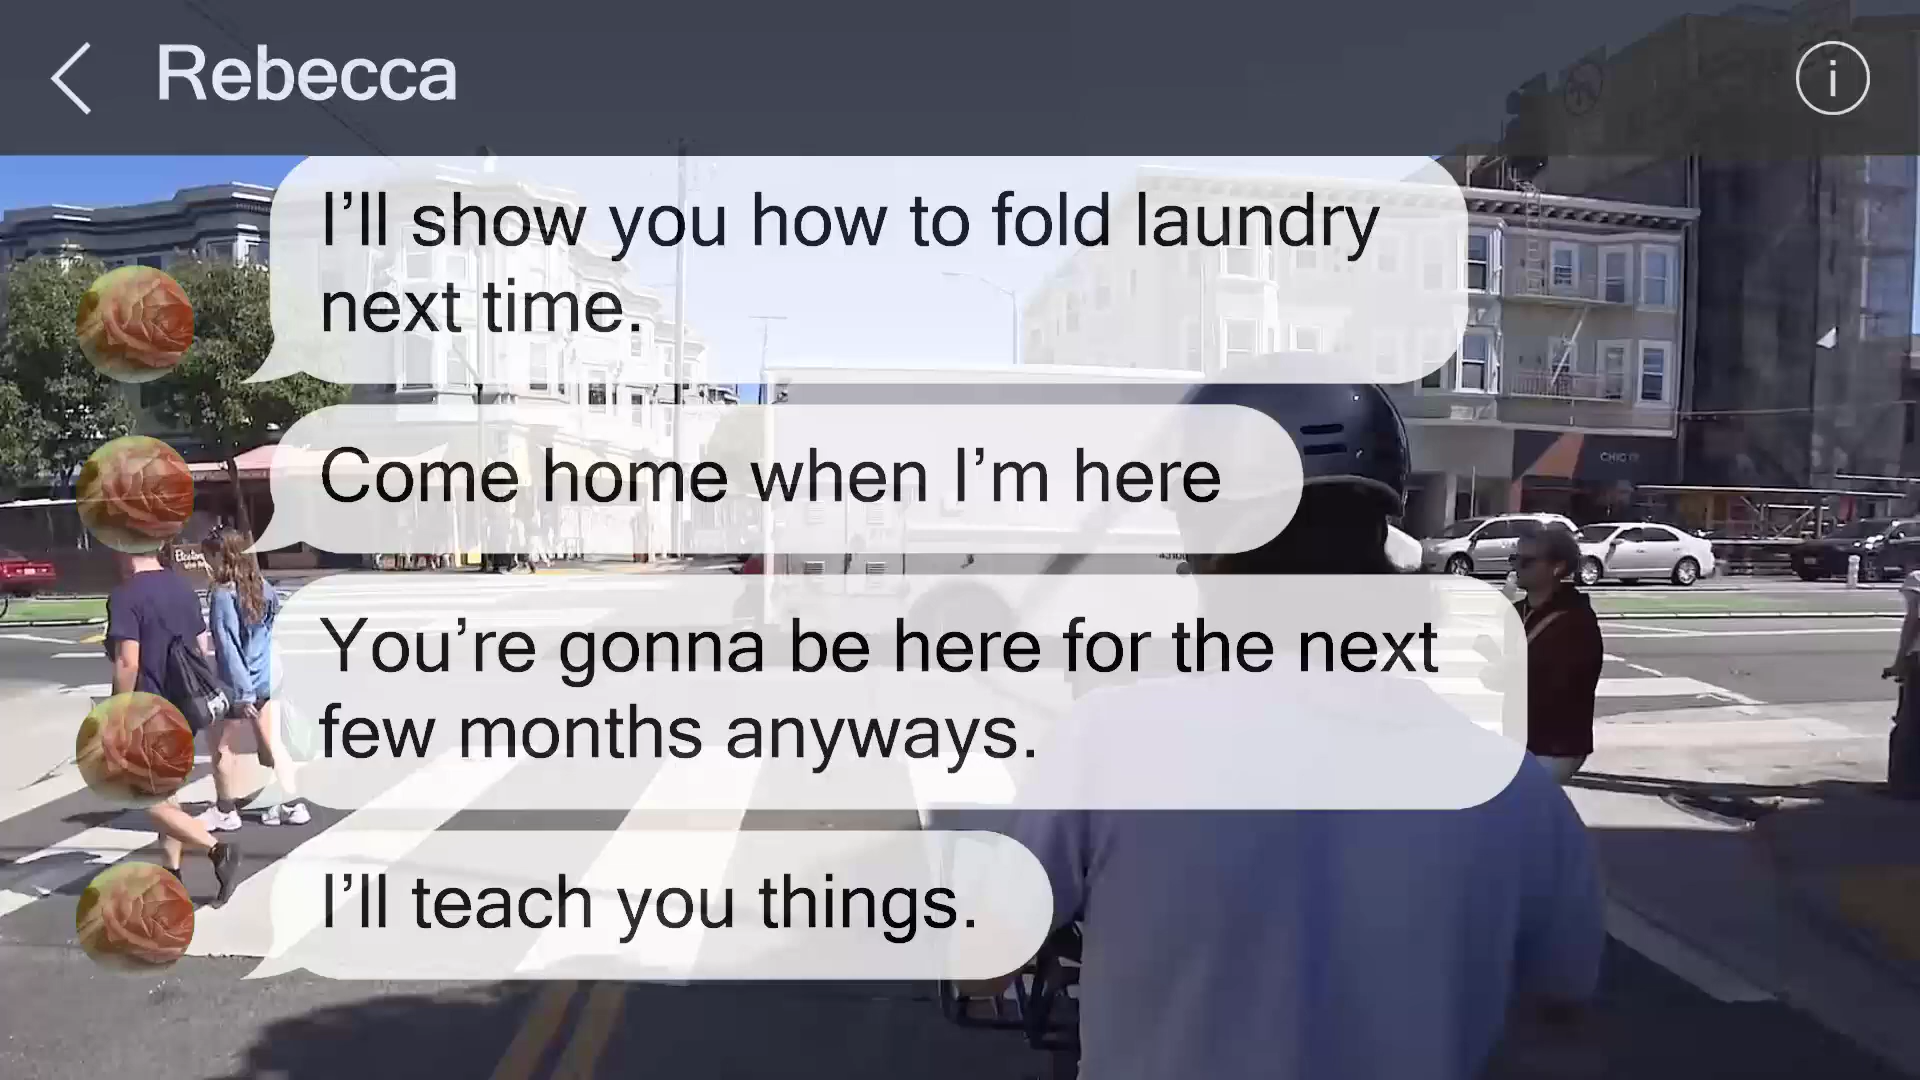 Rebecca
I’ll show you how to fold laundry
next time.
Come home when I’m here
You’re gonna be here for the next
few months anyways.
I’ll teach you things.